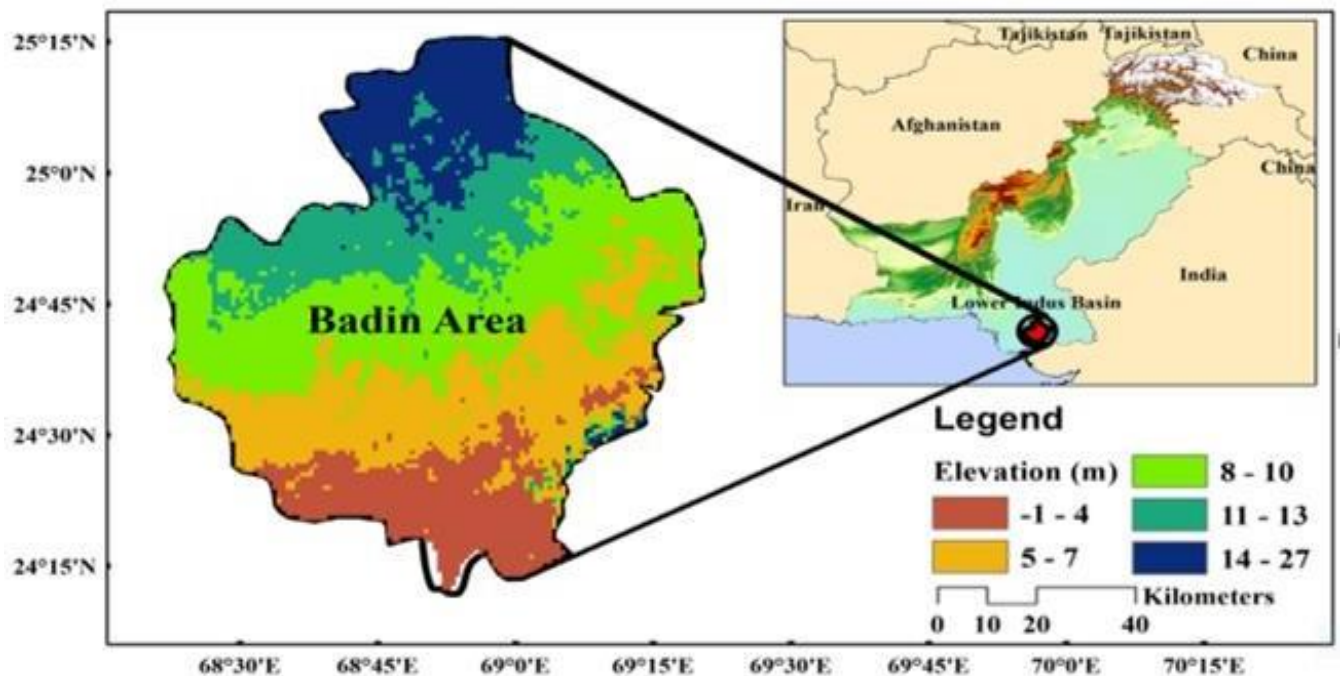 25°15'N
25°0'N
24°45'N
24°30'N
24°15'N
68°30'E 68°45'E 69°0'E 69°15'E 69°30'E 69°45'E 70°0'E 70°15'E
Badin Area
Tajikistan Tajikistan
China
Afghanistan
China
Iran
India
Lower Indus Basin
Legend
Elevation (m)
-1 - 4
5 - 7
8 - 10
11 - 13
14 - 27
Kilometers
0 10 20 40